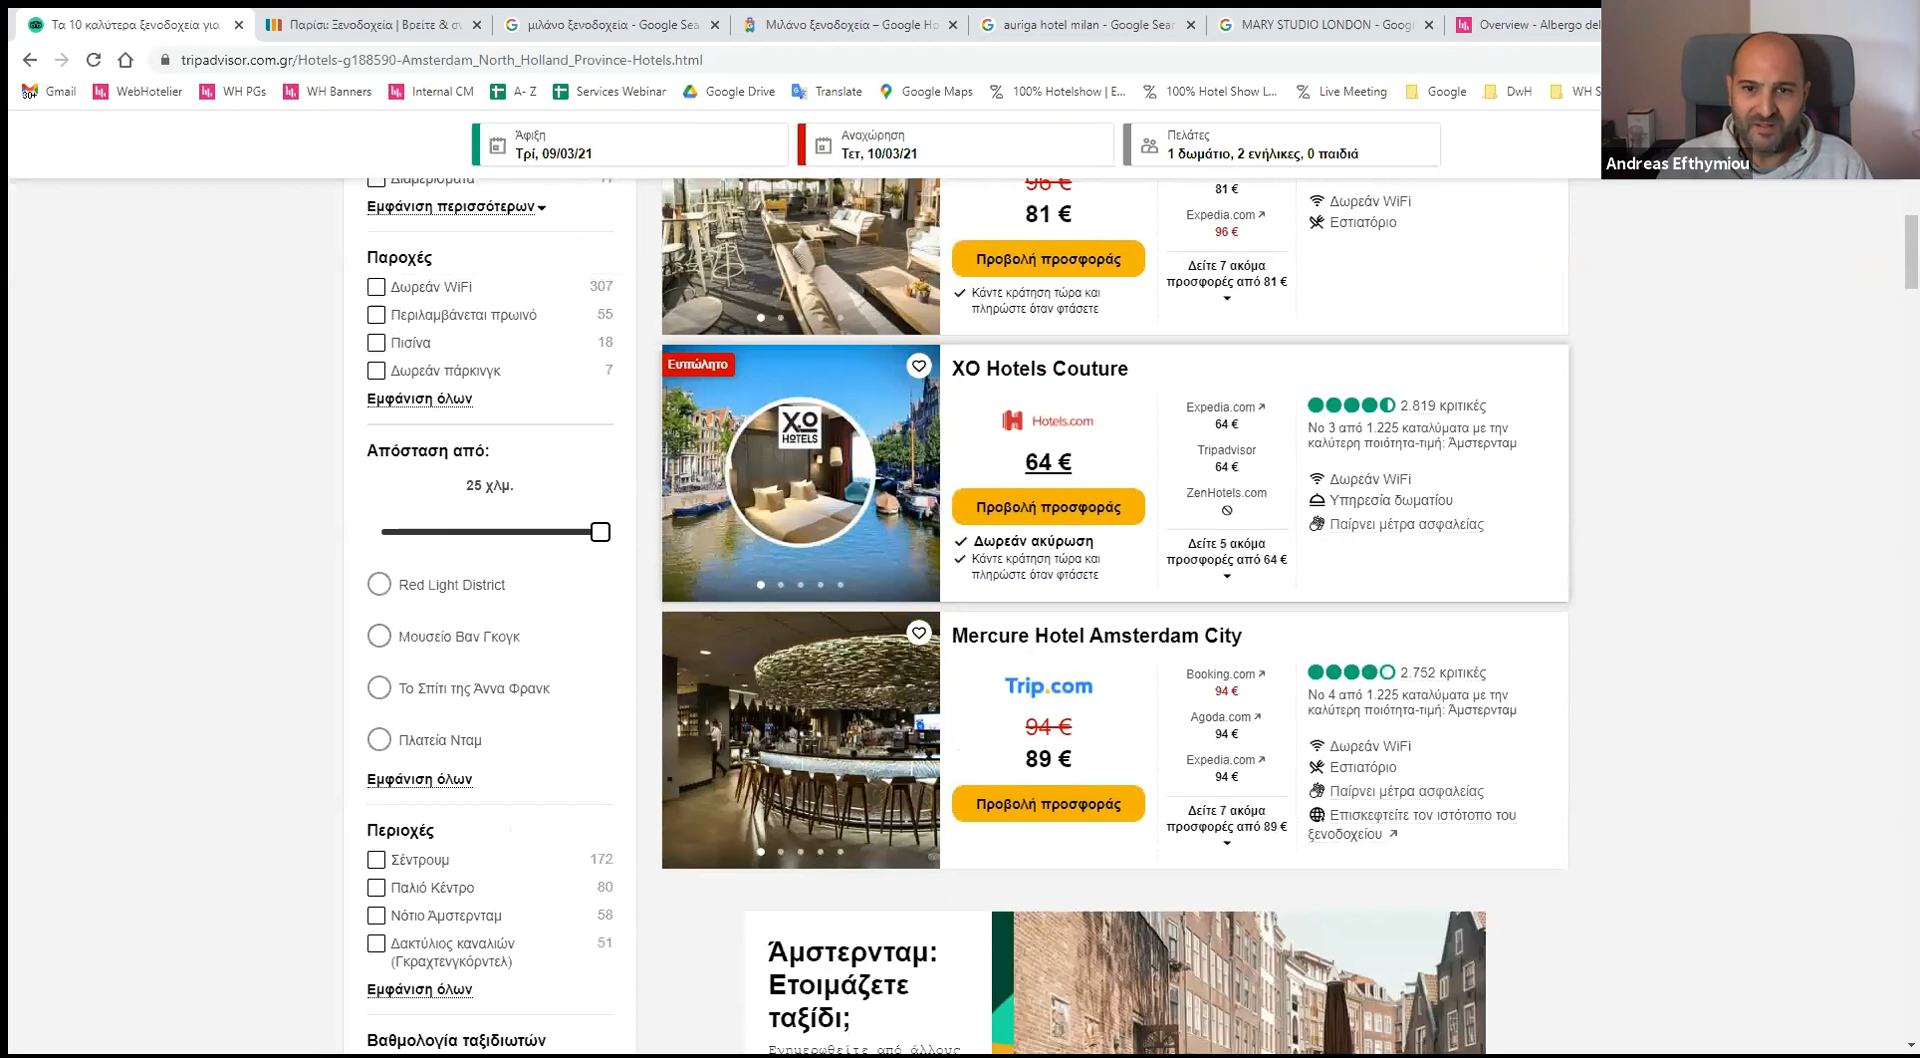 Τα 10 καλύτερα ξενοδοχεία για
Παρίσι: Ξενοδοχεία | Βρείτε & συ
μιλάνο ξενοδοχεία - Google Sea
Μιλάνο ξενοδοχεία – Google Ho
auriga hotel milan - Google Sear
MARY STUDIO LONDON - Googl
Overview - Albergo del
tripadvisor.com.gr/Hotels-g188590-Amsterdam_North_Holland_Province-Hotels.html
Gmail
WebHotelier
WH PGs
WH Banners
Internal CM
A- Z
Services Webinar
Google Drive
Translate
Google Maps
100% Hotelshow | E...
100% Hotel Show L...
Live Meeting
Google
DwH
WH S
Andreas Efthymiou
Άφιξη
Τρί, 09/03/21
Αναχώρηση
Τετ, 10/03/21
Πελάτες
1 δωμάτιο, 2 ενήλικες, 0 παιδιά
Διαμερίσματα
Εμφάνιση περισσότερων
Παροχές
Δωρεάν WiFi 307
Περιλαμβάνεται πρωινό 55
Πισίνα 18
Δωρεάν πάρκινγκ 7
Εμφάνιση όλων
Απόσταση από:
25 χλμ.
Red Light District
Μουσείο Βαν Γκογκ
Το Σπίτι της Άννα Φρανκ
Πλατεία Νταμ
Εμφάνιση όλων
Περιοχές
Σέντρουμ 172
Παλιό Κέντρο 80
Νότιο Άμστερνταμ 58
Δακτύλιος καναλιών 51
(Γκραχτενγκόρντελ)
Εμφάνιση όλων
Βαθμολογία ταξιδιωτών
96 €
81 €
Προβολή προσφοράς
Κάντε κράτηση τώρα και
πληρώστε όταν φτάσετε
81 €
Expedia.com
96 €
Δείτε 7 ακόμα
προσφορές από 81 €
Δωρεάν WiFi
Εστιατόριο
Ευπώλητο
XO
HOTELS
XO Hotels Couture
Hotels.com
64 €
Προβολή προσφοράς
Δωρεάν ακύρωση
Κάντε κράτηση τώρα και
πληρώστε όταν φτάσετε
Expedia.com
64 €
Tripadvisor
64 €
ZenHotels.com
Δείτε 5 ακόμα
προσφορές από 64 €
2.819 κριτικές
Νο 3 από 1.225 καταλύματα με την
καλύτερη ποιότητα-τιμή: Άμστερνταμ
Δωρεάν WiFi
Υπηρεσία δωματίου
Παίρνει μέτρα ασφαλείας
Mercure Hotel Amsterdam City
Trip.com
94 €
89 €
Προβολή προσφοράς
Booking.com
94 €
Agoda.com
94 €
Expedia.com
94 €
Δείτε 7 ακόμα
προσφορές από 89 €
2.752 κριτικές
Νο 4 από 1.225 καταλύματα με την
καλύτερη ποιότητα-τιμή: Άμστερνταμ
Δωρεάν WiFi
Εστιατόριο
Παίρνει μέτρα ασφαλείας
Επισκεφτείτε τον ιστότοπο του
ξενοδοχείου
Άμστερνταμ:
Ετοιμάζετε
ταξίδι;
Ενημερωθείτε από άλλους